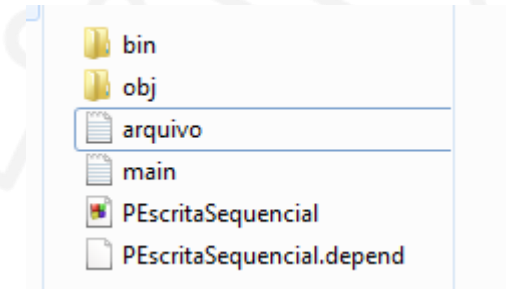 bin
obj
arquivo
main
PEscritaSequencial
PEscritaSequencial.depend